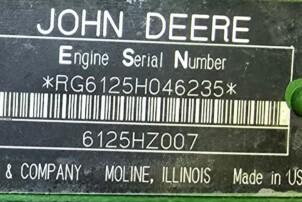 JOHN DEERE
Engine Serial Number
*RG6125H046235*
6125HZ007
& COMPANY MOLINE, ILLINOIS Made in US